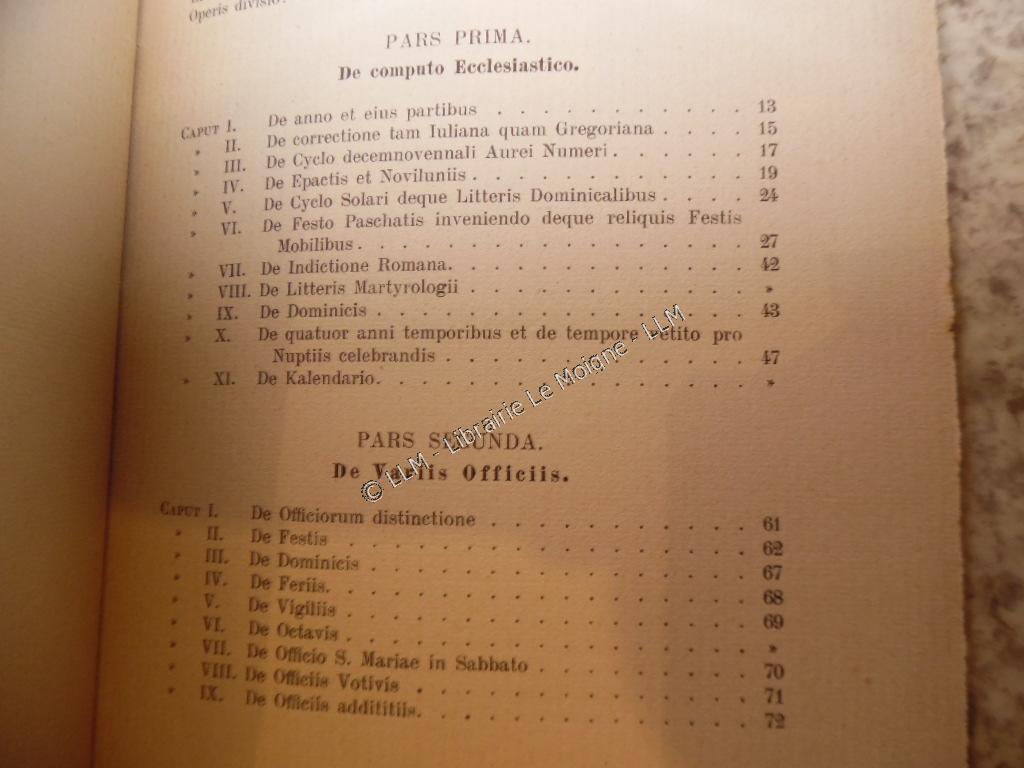 Operis divisio.
PARS PRIMA.
De computo Ecclesiastico.
CAPUT I. De anno et eius partibus . . . . . . . . . . . 13
» II. De correctione tam Iuliana quam Gregoriana . . . . 15
» III. De Cyclo decemnovennali Aurei Numeri . . . . . . 17
» IV. De Epactis et Noviluniis . . . . . . . . . . . . 19
» V. De Cyclo Solari deque Litteris Dominicalibus . . . . 24
» VI. De Festo Paschatis inveniendo deque reliquis Festis
Mobilibus . . . . . . . . . . . . . . . . . 27
» VII. De Indictione Romana. . . . . . . . . . . . . 42
» VIII. De Litteris Martyrologii . . . . . . . . . . . . »
» IX. De Dominicis . . . . . . . . . . . . . . . . 43
» X. De quatuor anni temporibus et de tempore vetito pro
Nuptiis celebrandis . . . . . . . . . . . . . 47
» XI. De Kalendario. . . . . . . . . . . . . . . . »
© LLM - Librairie Le Moigne - LLM
PARS SECUNDA.
De Variis Officiis.
CAPUT I. De Officiorum distinctione . . . . . . . . . . . 61
» II. De Festis . . . . . . . . . . . . . . . . . 62
» III. De Dominicis . . . . . . . . . . . . . . . . 67
» IV. De Feriis. . . . . . . . . . . . . . . . . . 68
» V. De Vigiliis . . . . . . . . . . . . . . . . . 69
» VI. De Octavis . . . . . . . . . . . . . . . . . »
» VII. De Officio S. Mariae in Sabbato . . . . . . . . . 70
» VIII. De Officiis Votivis . . . . . . . . . . . . . . 71
» IX. De Officiis addititiis. . . . . . . . . . . . . . 72